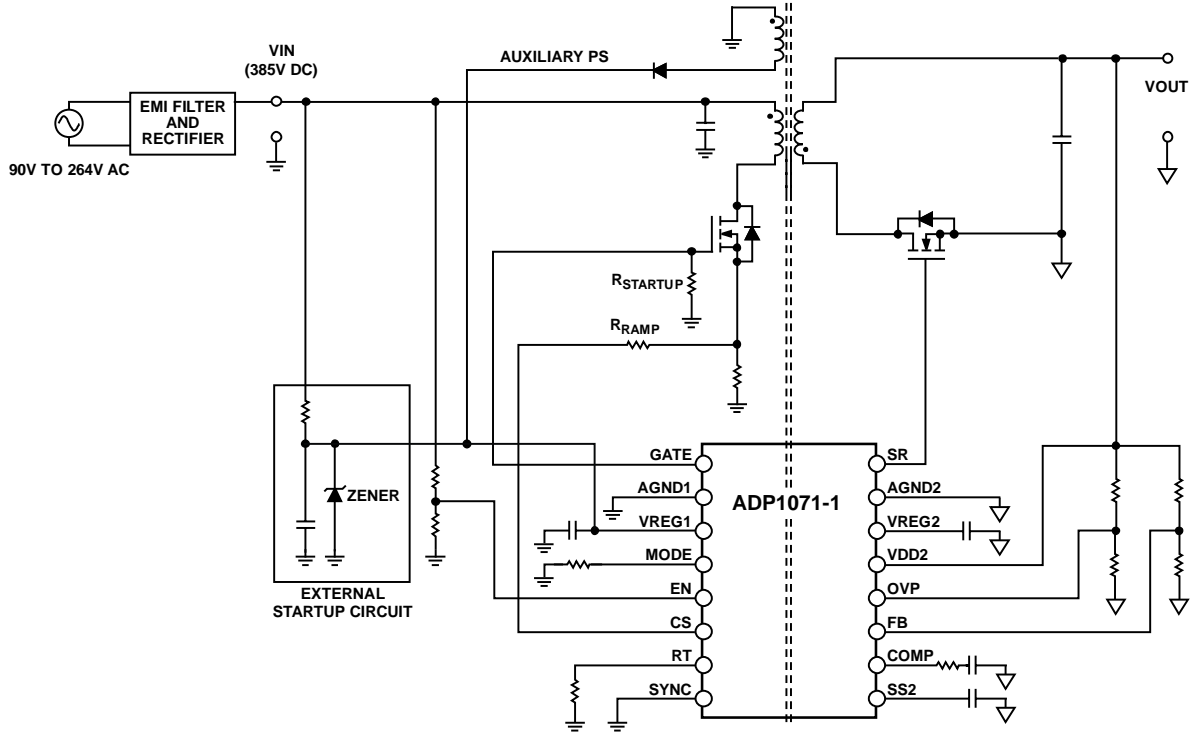 AUXILIARY PS
VIN
(385V DC)
EMI FILTER
AND
RECTIFIER
90V TO 264V AC
VOUT
RSTARTUP
RRAMP
ZENER
EXTERNAL
STARTUP CIRCUIT
ADP1071-1
GATE
AGND1
VREG1
MODE
EN
CS
RT
SYNC
SR
AGND2
VREG2
VDD2
OVP
FB
COMP
SS2